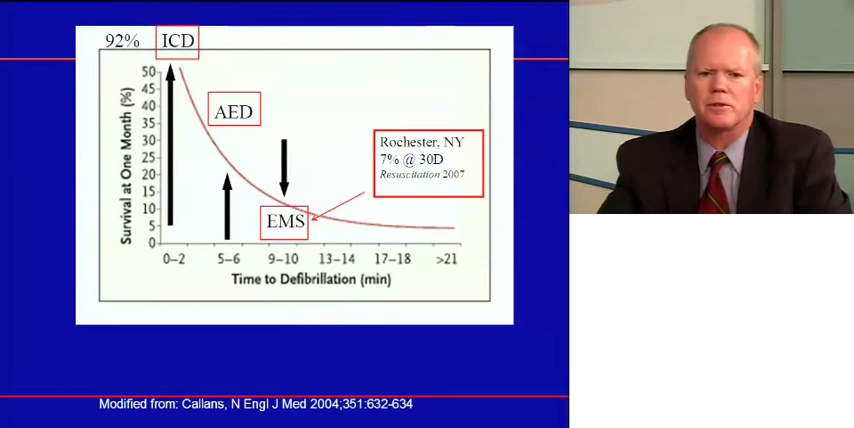 92% ICD
50
45
40
35
30
25
20
15
10
5
0
Survival at One Month (%)
AED
EMS
Rochester, NY
7% @ 30D
Resuscitation 2007
0–2 5–6 9–10 13–14 17–18 >21
Time to Defibrillation (min)
Modified from: Callans, N Engl J Med 2004;351:632-634